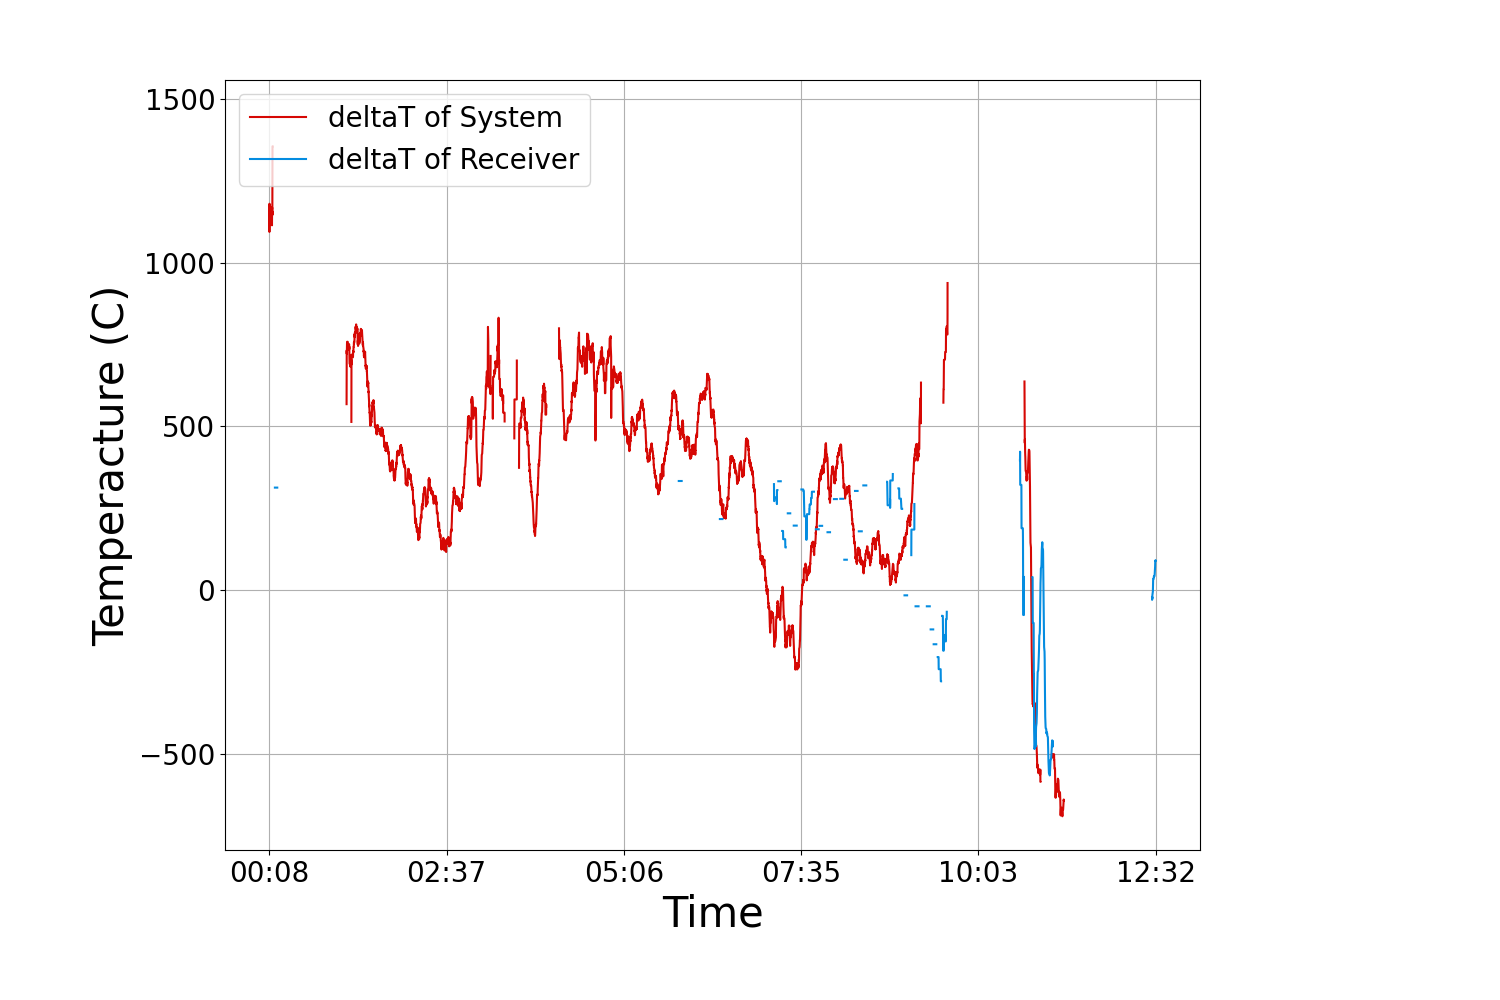 1500
1000
500
0
−500
deltaT of System
deltaT of Receiver
Temperacture (C)
00:08 02:37 05:06 07:35 10:03 12:32
Time